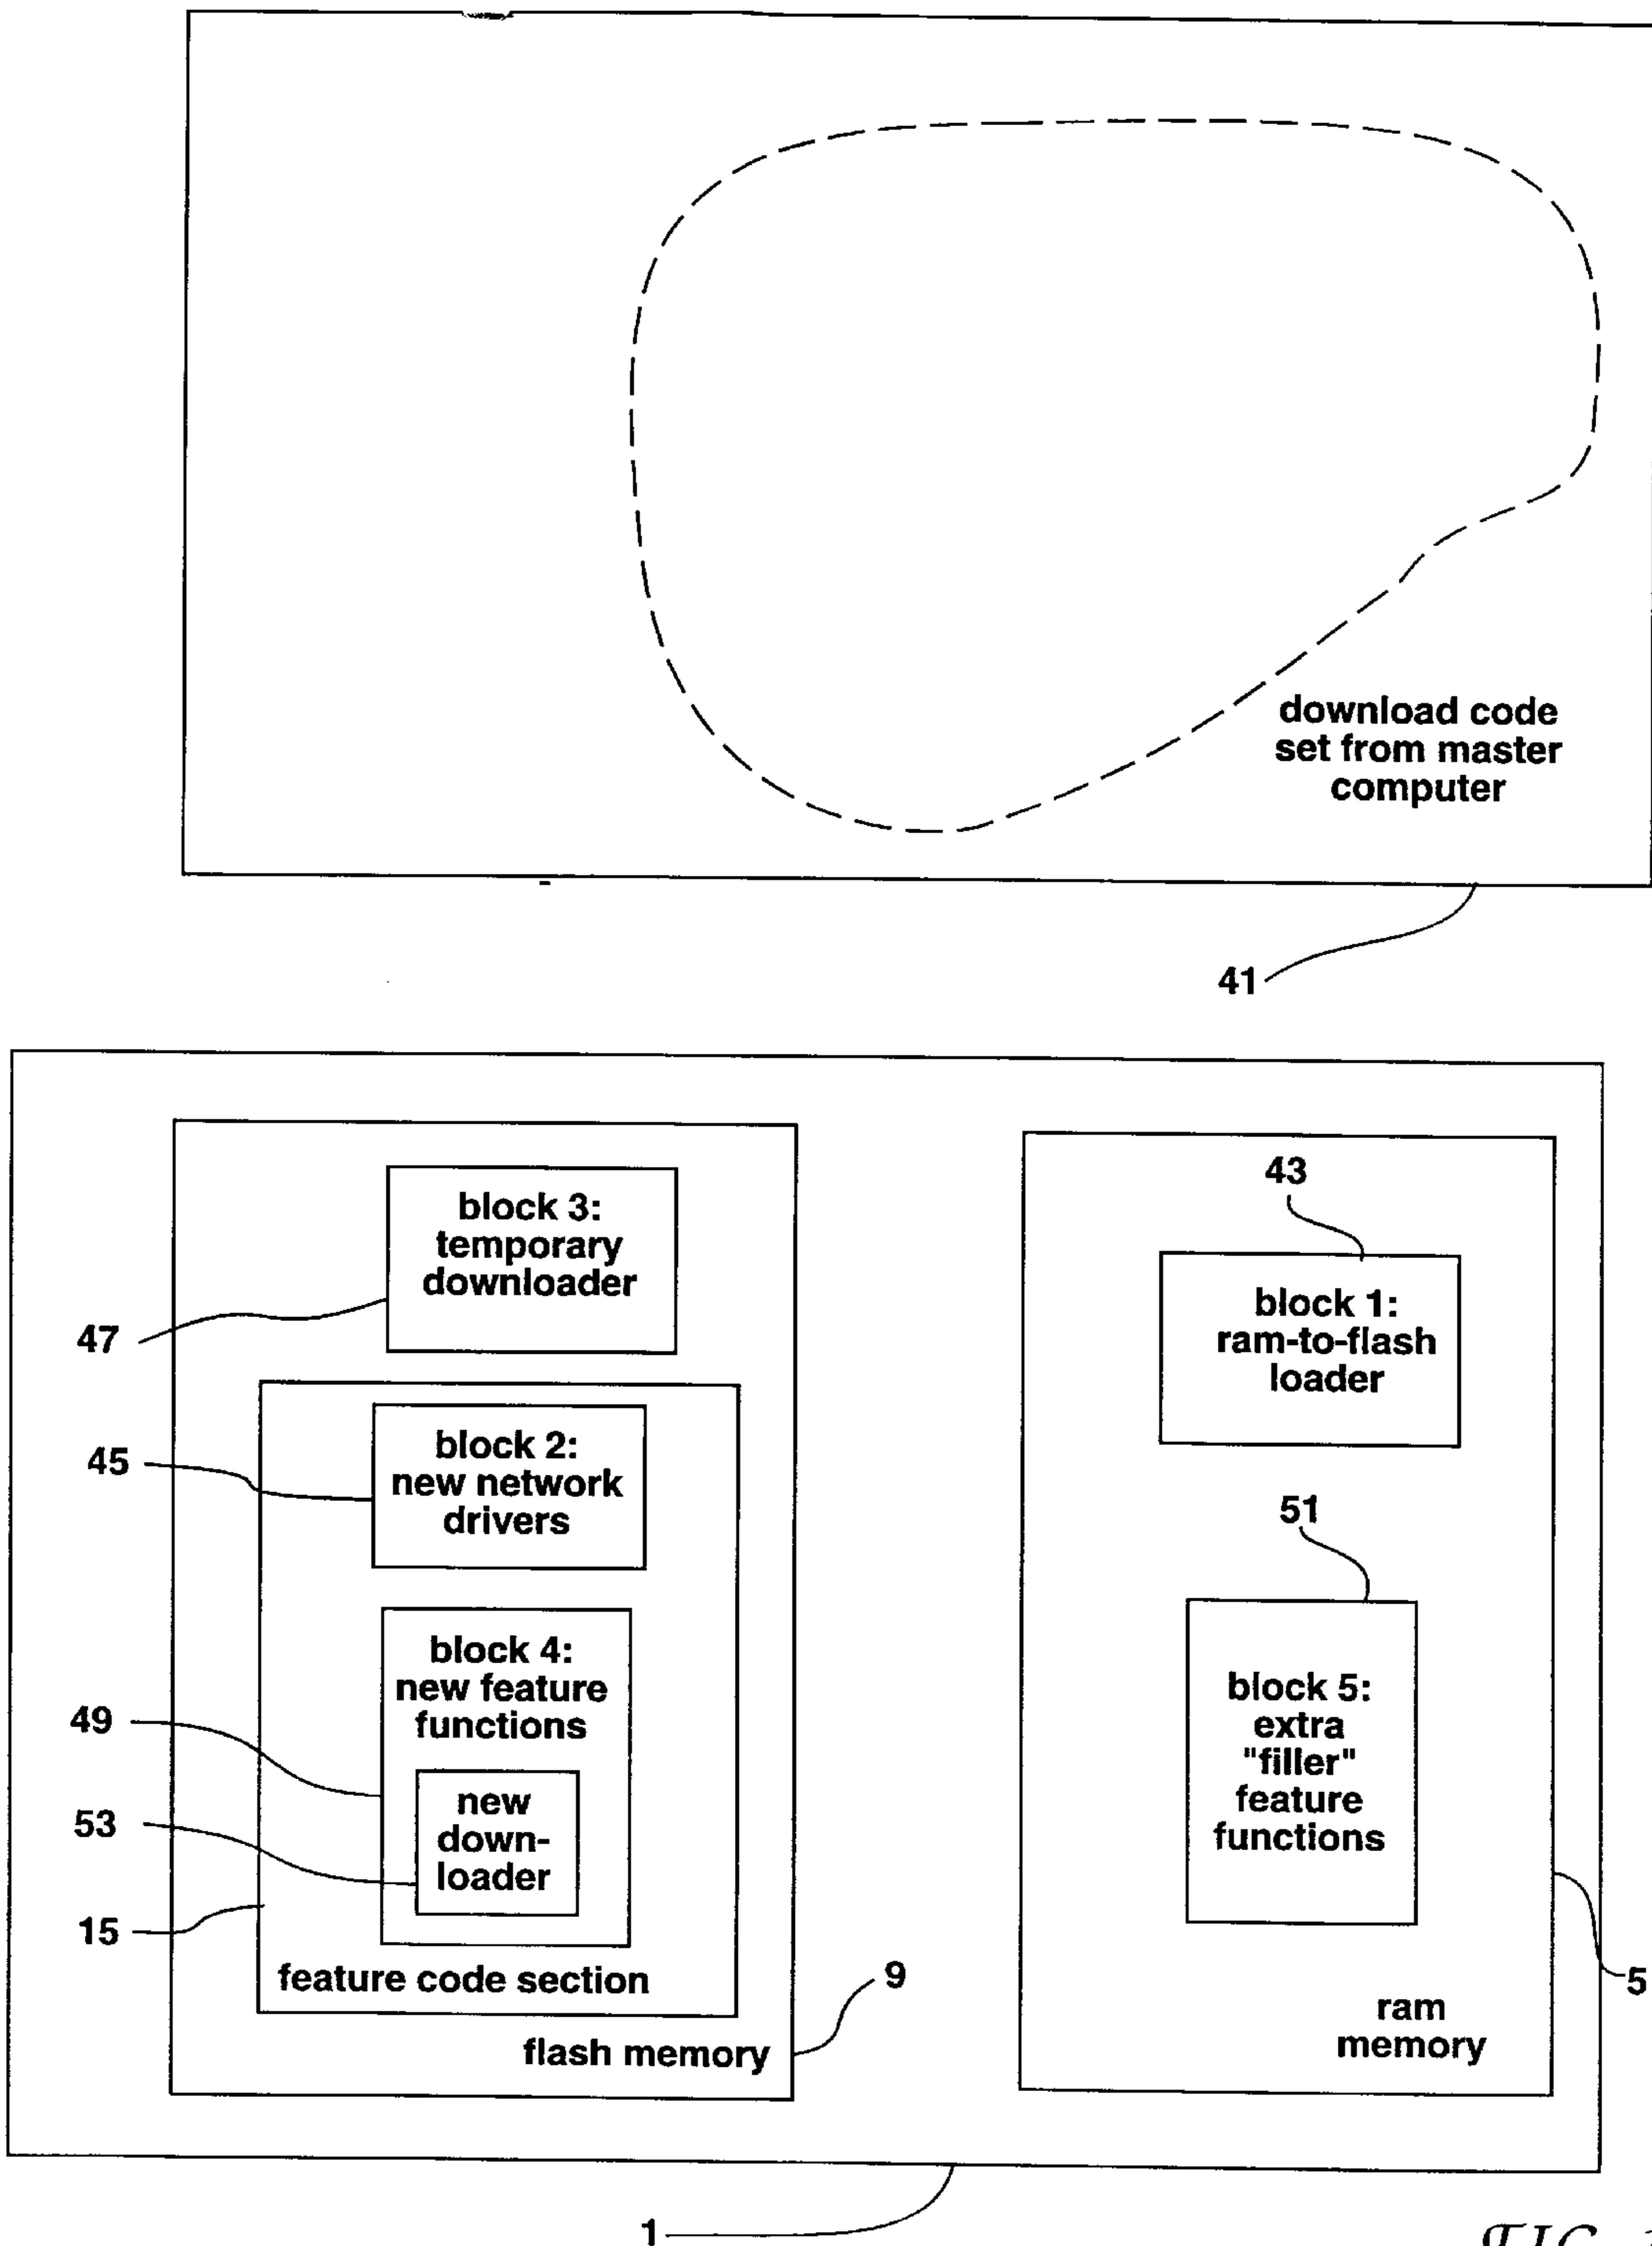 download code
set from master
computer
41
43
block 3:
temporary
downloader
block 1:
ram-to-flash
loader
47
block 2:
new network
drivers
45
51
block 4:
new feature
functions
49
block 5:
extra
"filler"
feature
functions
new
down-
loader
53
15
feature code section
9
5
ram
memory
flash memory
1
FIG.